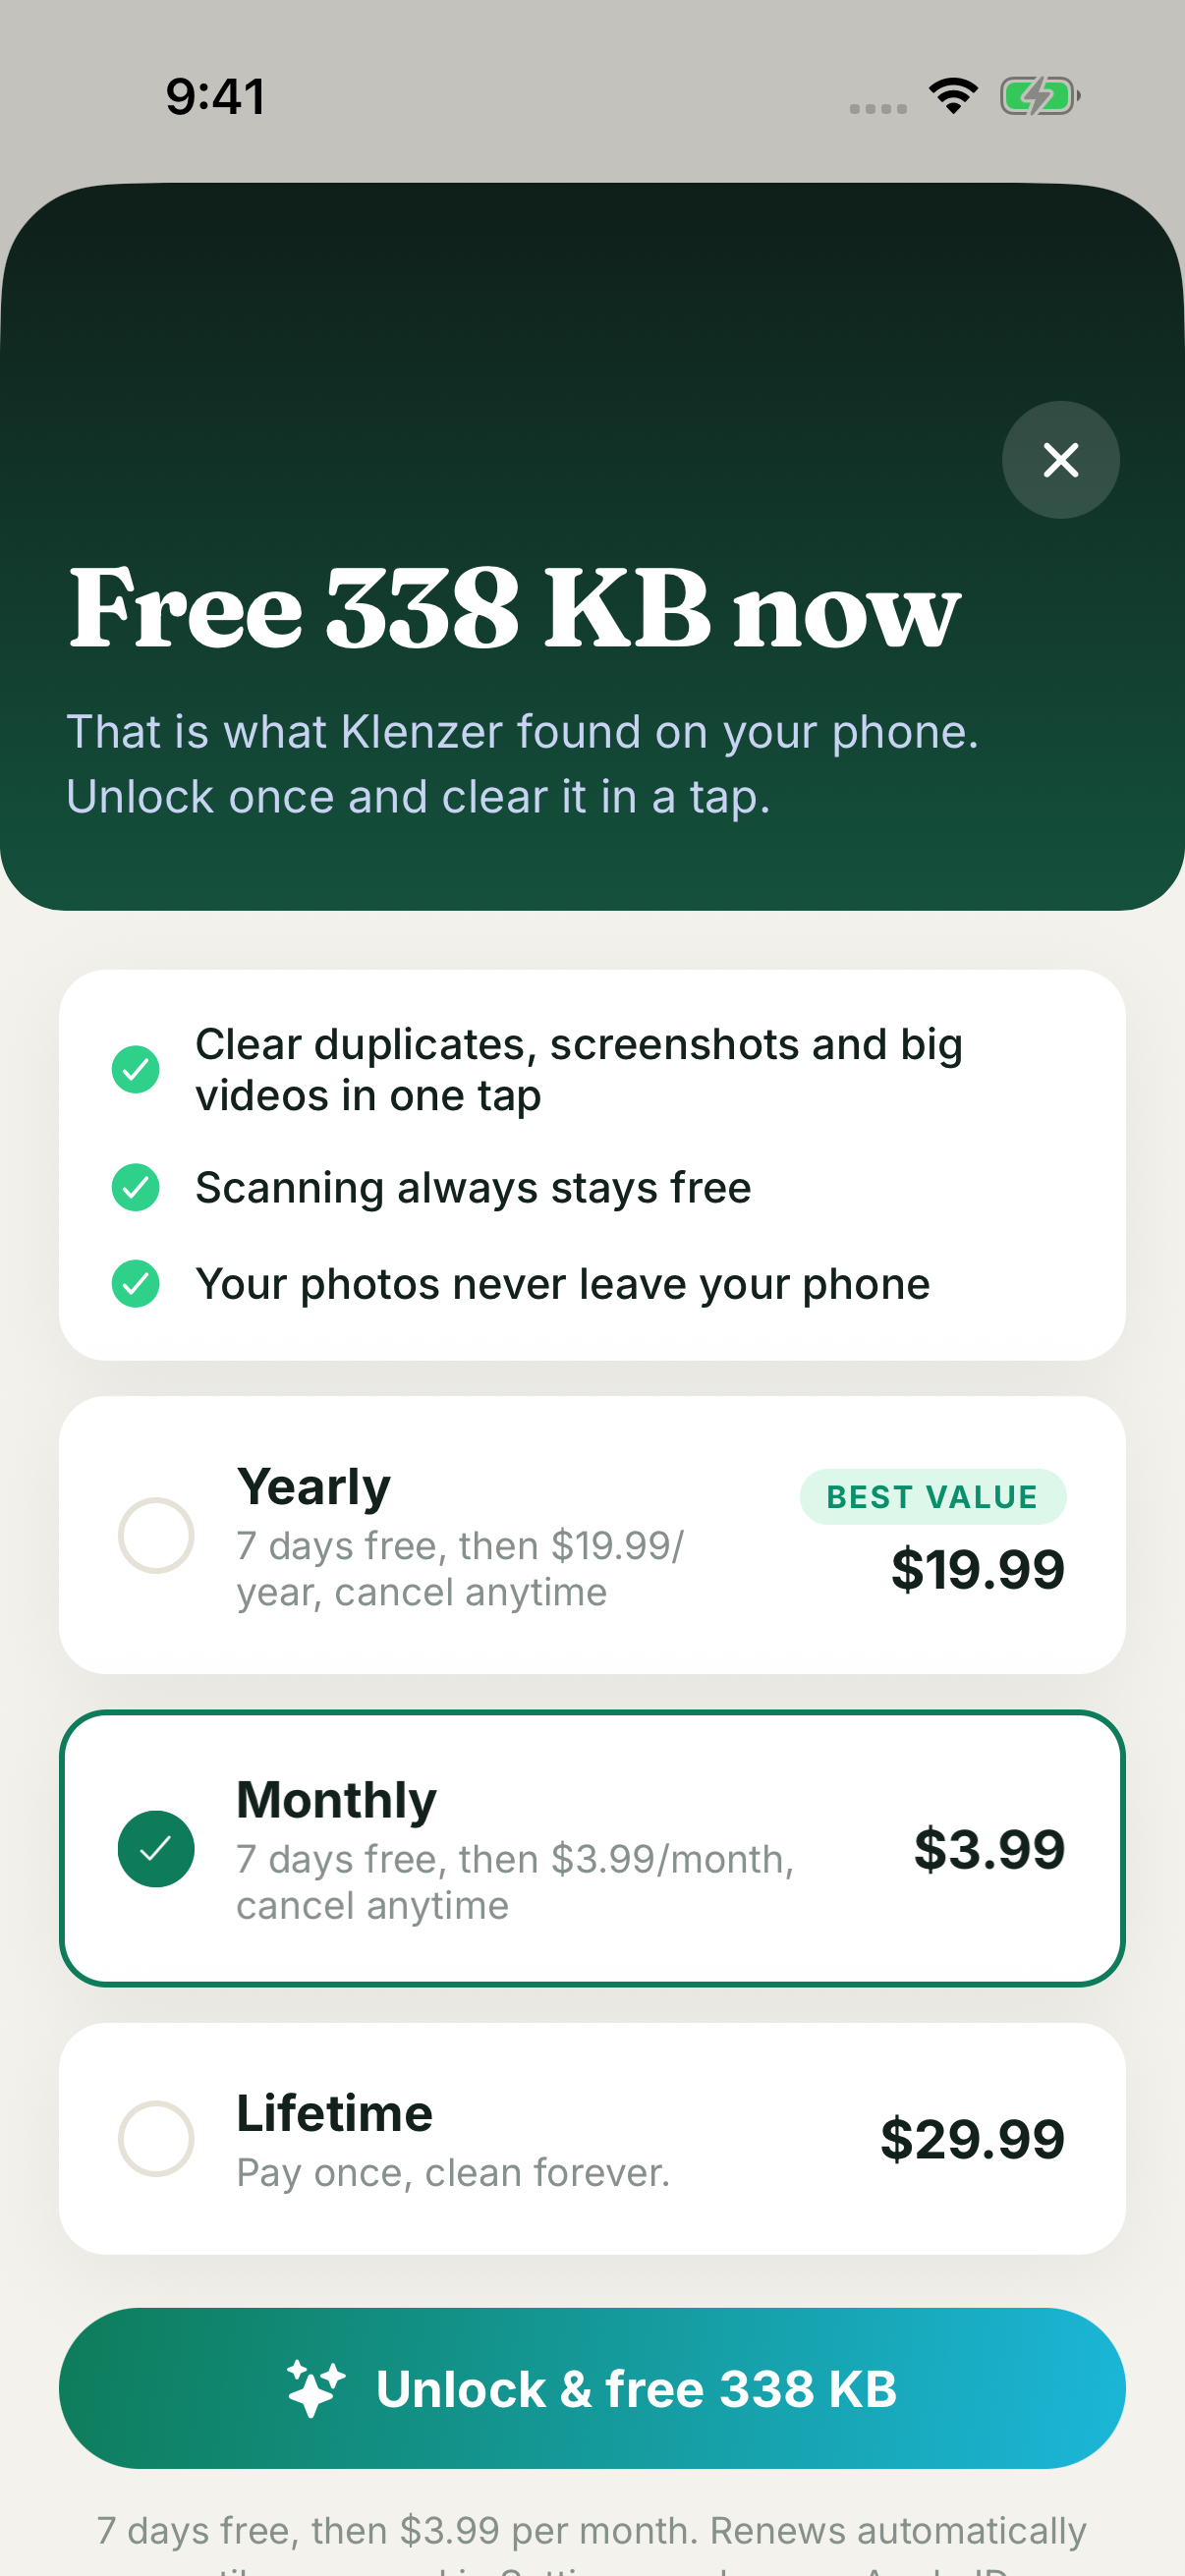 9:41
Free 338 KB now
That is what Klenzer found on your phone.
Unlock once and clear it in a tap.
Clear duplicates, screenshots and big
videos in one tap
Scanning always stays free
Your photos never leave your phone
Yearly
7 days free, then $19.99/
year, cancel anytime
BEST VALUE
$19.99
Monthly
7 days free, then $3.99/month,
cancel anytime
$3.99
Lifetime
Pay once, clean forever.
$29.99
Unlock & free 338 KB
7 days free, then $3.99 per month. Renews automatically